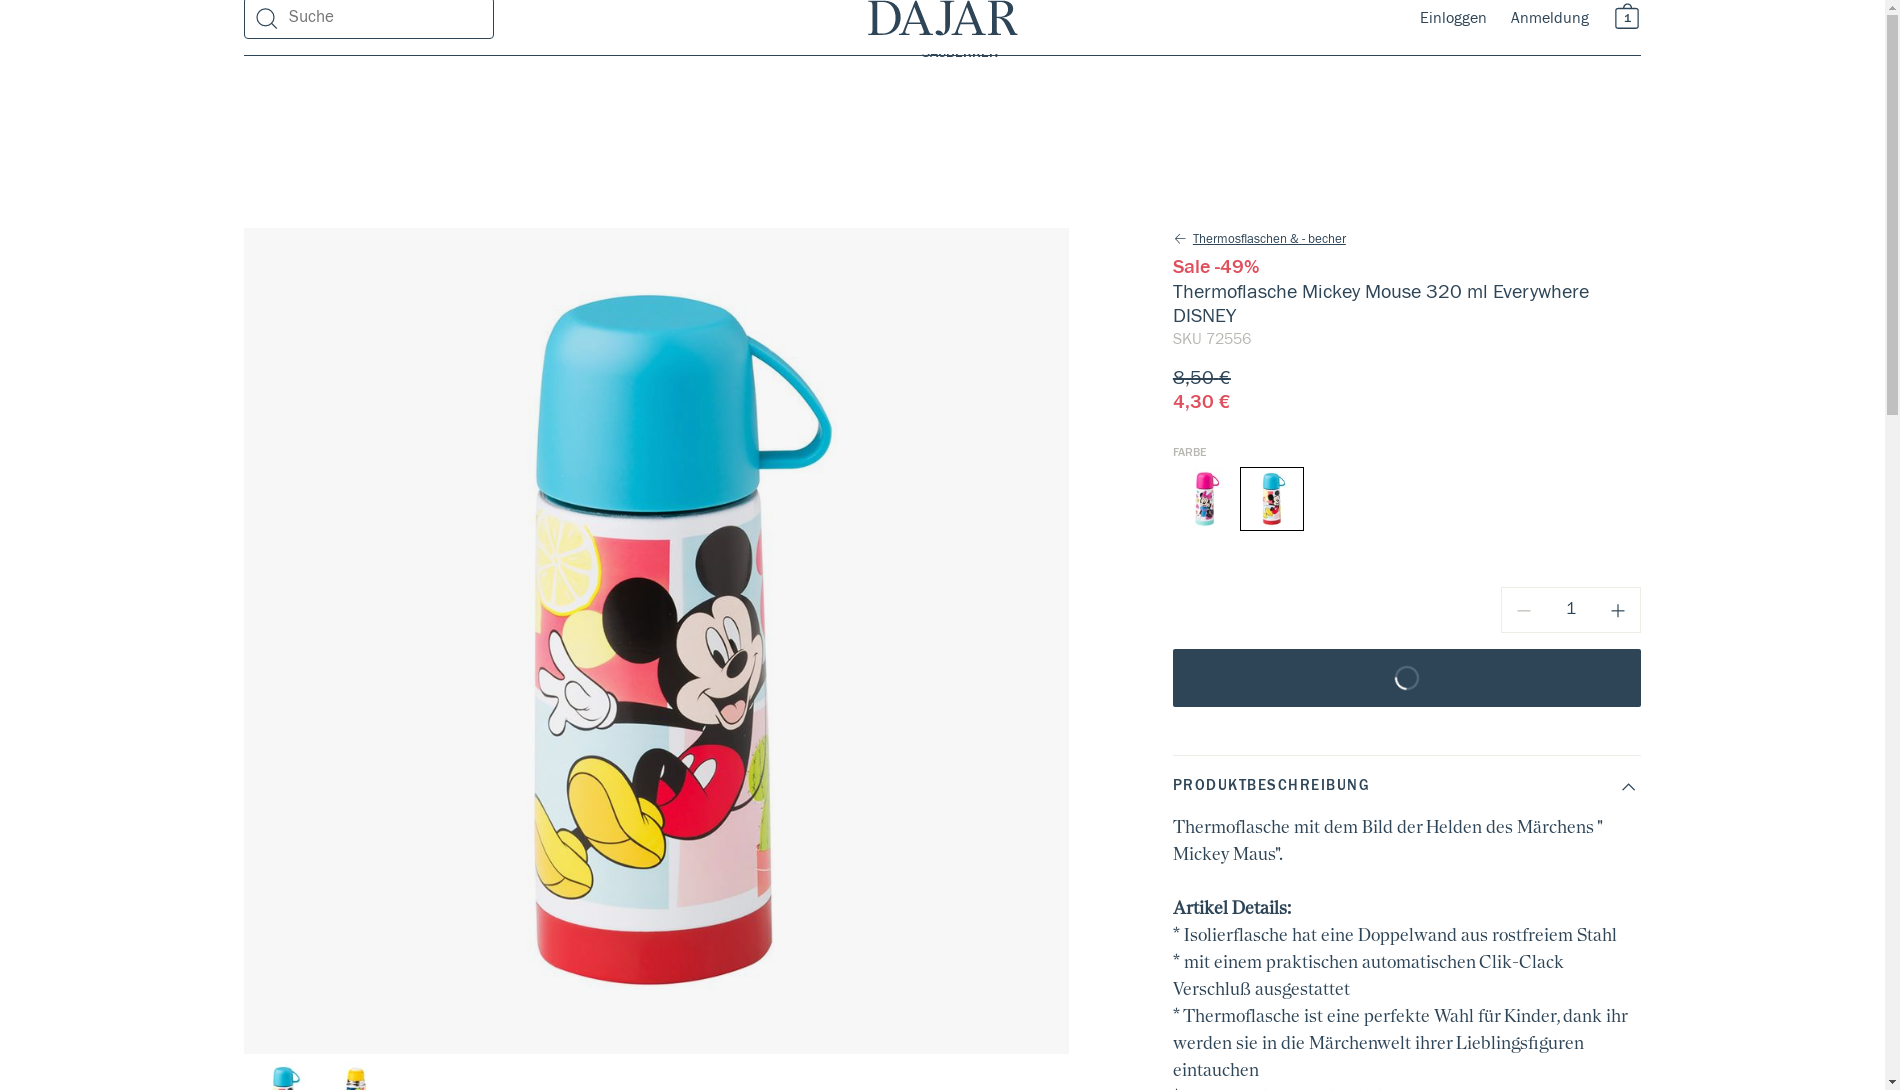 Suche
DAJAR
Einloggen
Anmeldung
1
Thermosflaschen & - becher
Sale -49%
Thermoflasche Mickey Mouse 320 ml Everywhere
DISNEY
SKU 72556
8,50 €
4,30 €
FARBE
1
PRODUKTBESCHREIBUNG
Thermoflasche mit dem Bild der Helden des Märchens "
Mickey Maus".
Artikel Details:
* Isolierflasche hat eine Doppelwand aus rostfreiem Stahl
* mit einem praktischen automatischen Clik-Clack
Verschluß ausgestattet
* Thermoflasche ist eine perfekte Wahl für Kinder, dank ihr
werden sie in die Märchenwelt ihrer Lieblingsfiguren
eintauchen